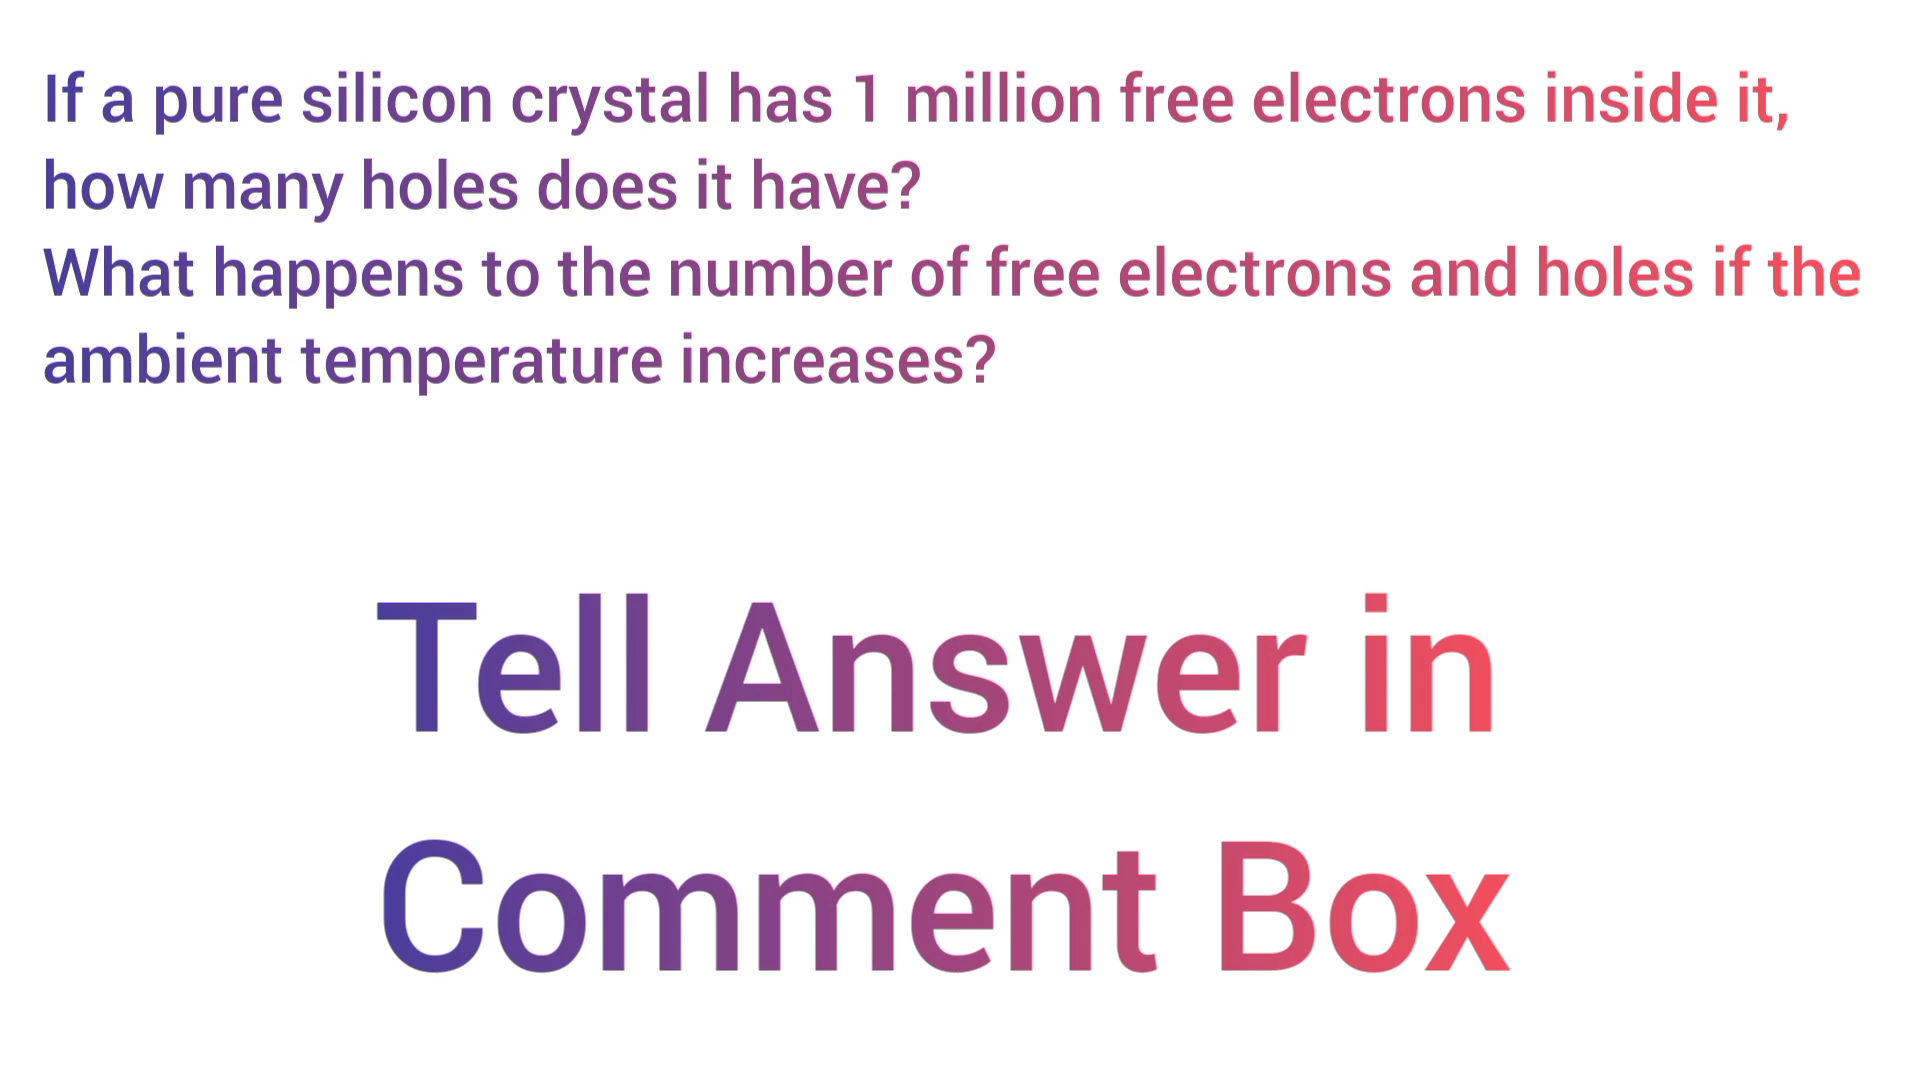 If a pure silicon crystal has 1 million free electrons inside it,
how many holes does it have?
What happens to the number of free electrons and holes if the
ambient temperature increases?
Tell Answer in
Comment Box